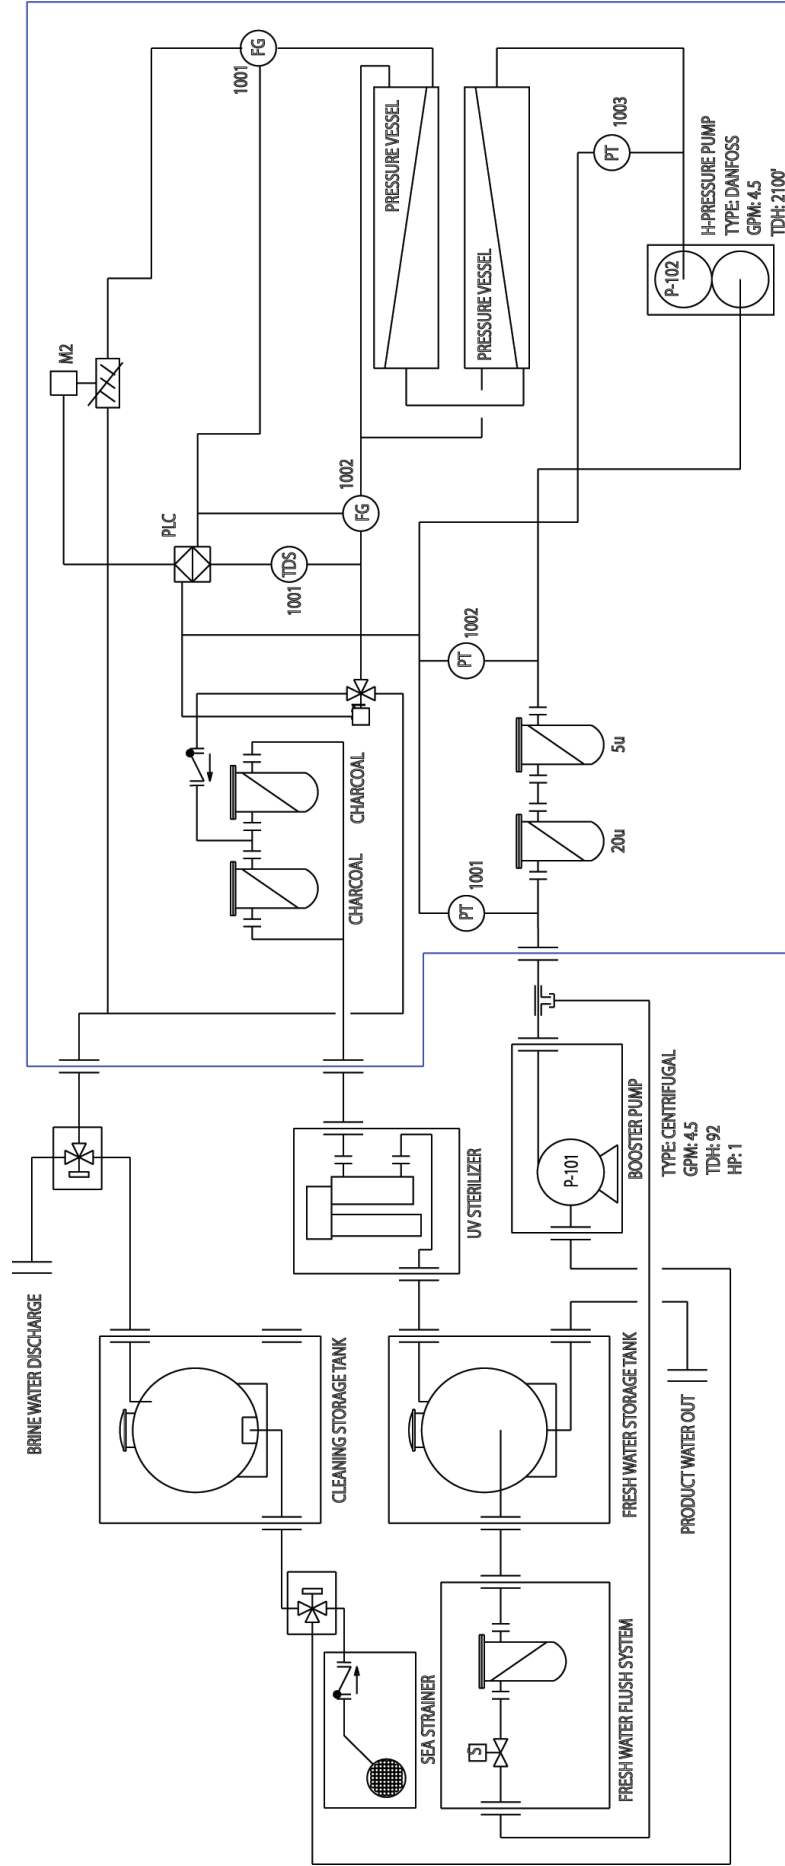 FG
1001
PRESSURE VESSEL
PRESSURE VESSEL
PT
1003
H-PRESSURE PUMP
TYPE: DANFOSS
GPM: 4.5
TDH: 2100'
P-102
M2
PLC
TDS
1001
FG
1002
PT
1002
CHARCOAL
CHARCOAL
5u
20u
PT
1001
BRINE WATER DISCHARGE
UV STERILIZER
P-101
BOOSTER PUMP
TYPE: CENTRIFUGAL
GPM: 4.5
TDH: 92
HP: 1
CLEANING STORAGE TANK
FRESH WATER STORAGE TANK
PRODUCT WATER OUT
SEA STRAINER
S
FRESH WATER FLUSH SYSTEM